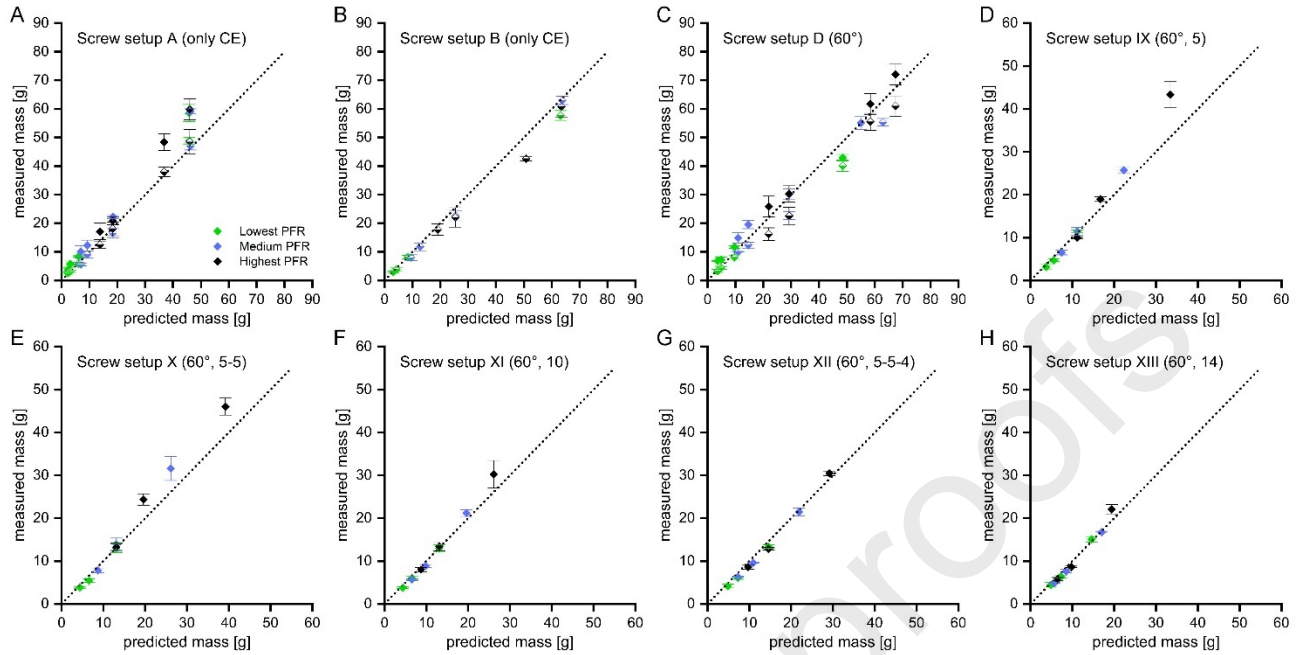 A
Screw setup A (only CE)
measured mass [g]
90
80
70
60
50
40
30
20
10
0
Lowest PFR
Medium PFR
Highest PFR
0 10 20 30 40 50 60 70 80 90
predicted mass [g]
B
Screw setup B (only CE)
measured mass [g]
90
80
70
60
50
40
30
20
10
0
0 10 20 30 40 50 60 70 80 90
predicted mass [g]
C
Screw setup D (60°)
measured mass [g]
90
80
70
60
50
40
30
20
10
0
0 10 20 30 40 50 60 70 80 90
predicted mass [g]
D
Screw setup IX (60°, 5)
measured mass [g]
60
50
40
30
20
10
0
0 10 20 30 40 50 60
predicted mass [g]
E
Screw setup X (60°, 5-5)
measured mass [g]
60
50
40
30
20
10
0
0 10 20 30 40 50 60
predicted mass [g]
F
Screw setup XI (60°, 10)
measured mass [g]
60
50
40
30
20
10
0
0 10 20 30 40 50 60
predicted mass [g]
G
Screw setup XII (60°, 5-5-4)
measured mass [g]
60
50
40
30
20
10
0
0 10 20 30 40 50 60
predicted mass [g]
H
Screw setup XIII (60°, 14)
measured mass [g]
60
50
40
30
20
10
0
0 10 20 30 40 50 60
predicted mass [g]
proofs